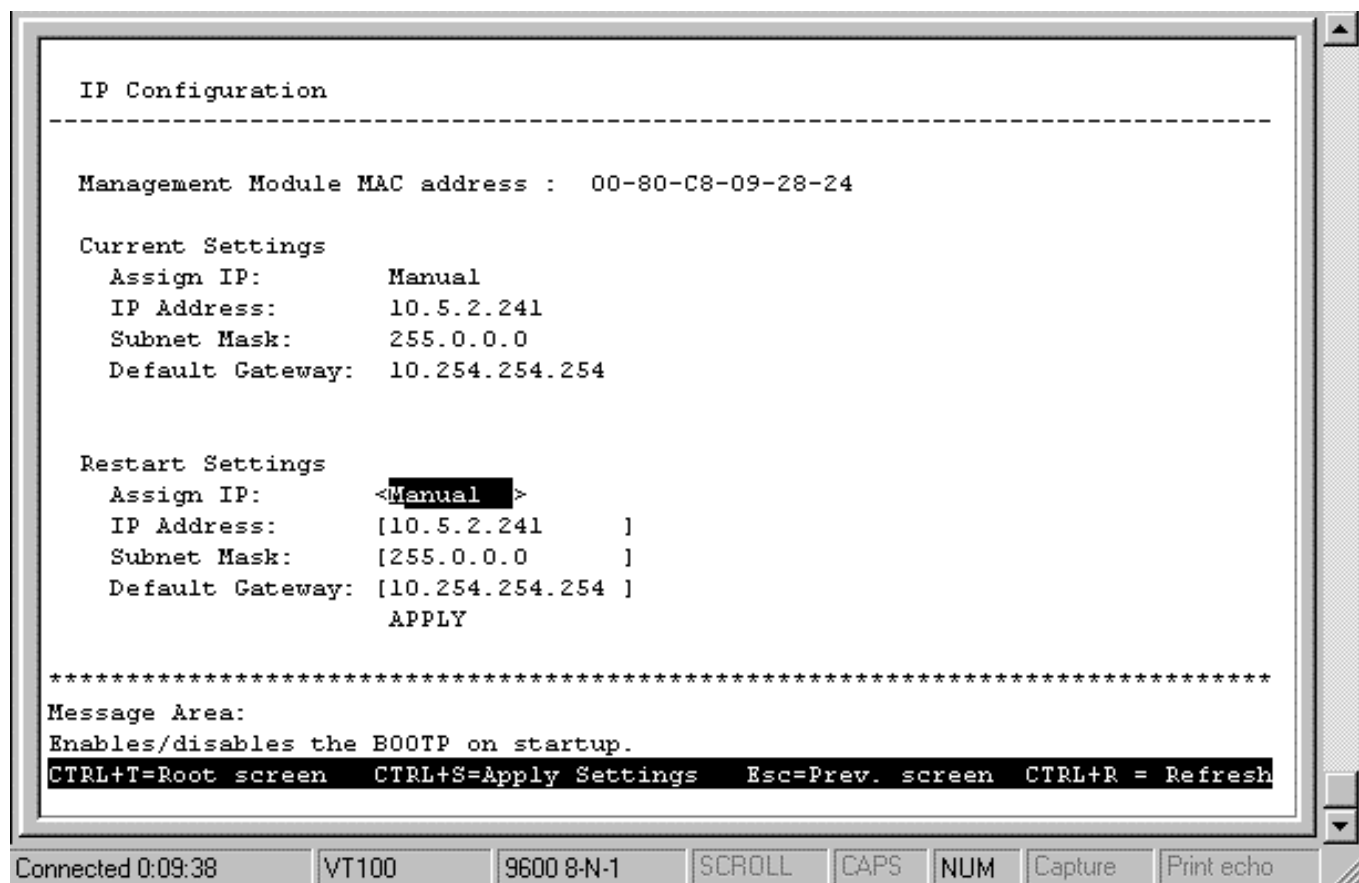 IP Configuration
--------------------------------------------------------------------------------
Management Module MAC address :  00-80-C8-09-28-24
Current Settings
Assign IP:        Manual
IP Address:       10.5.2.241
Subnet Mask:      255.0.0.0
Default Gateway:  10.254.254.254
Restart Settings
Assign IP:       <Manual  >
IP Address:      [10.5.2.241     ]
Subnet Mask:     [255.0.0.0      ]
Default Gateway: [10.254.254.254 ]
APPLY
********************************************************************************
Message Area:
Enables/disables the BOOTP on startup.
CTRL+T=Root screen   CTRL+S=Apply Settings   Esc=Prev. screen  CTRL+R = Refresh
Connected 0:09:38 VT100 9600 8-N-1 SCROLL CAPS NUM Capture Print echo